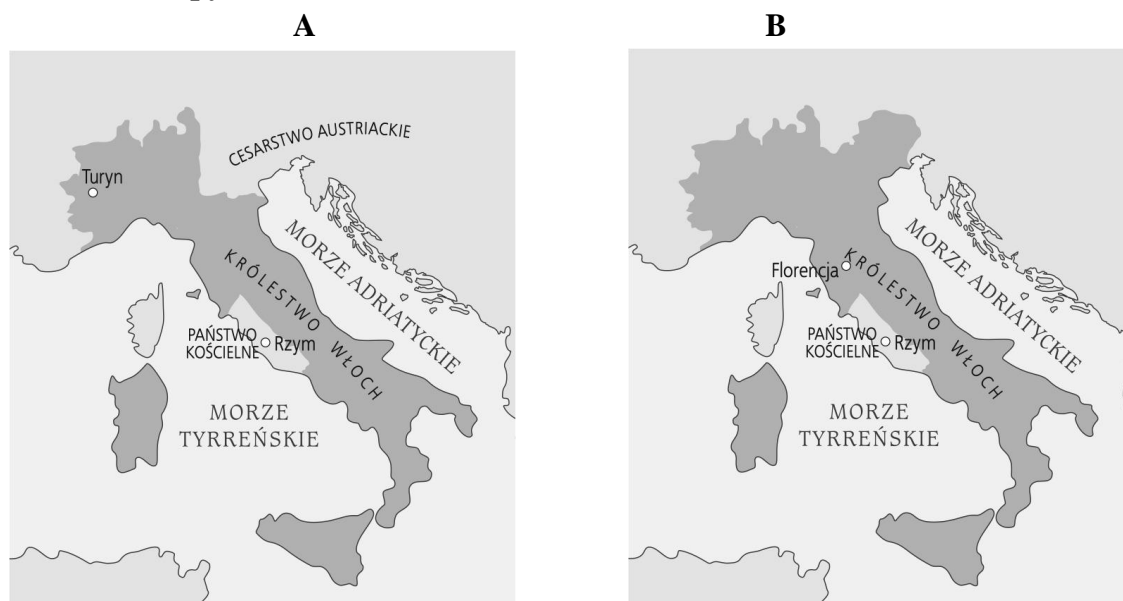 A
CESARSTWO AUSTRIACKIE
Turyn
MORZE ADRIATYCKIE
KRÓLESTWO WŁOCH
PAŃSTWO
KOŚCIELNE
Rzym
MORZE
TYRREŃSKIE
B
MORZE ADRIATYCKIE
Florencja
KRÓLESTWO WŁOCH
PAŃSTWO
KOŚCIELNE
Rzym
MORZE
TYRREŃSKIE